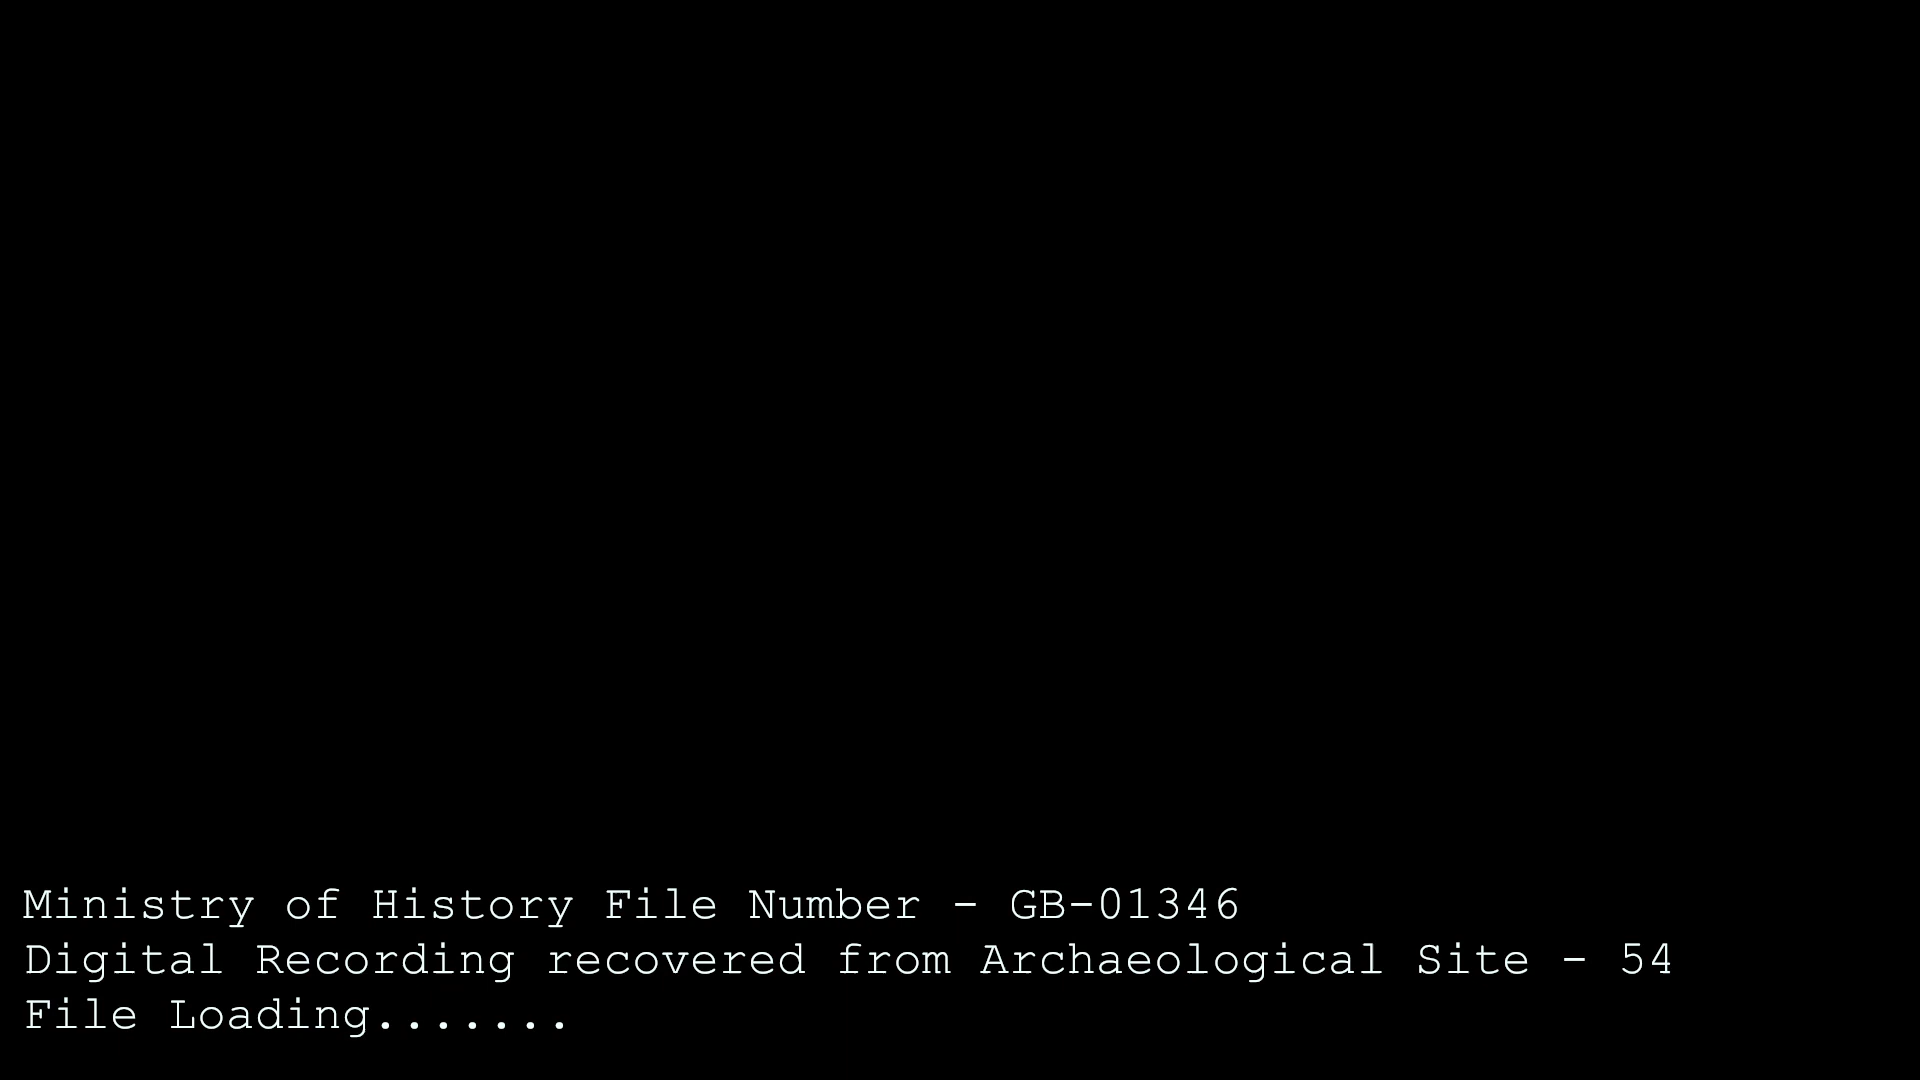 Ministry of History File Number - GB-01346
Digital Recording recovered from Archaeological Site - 54
File Loading.......